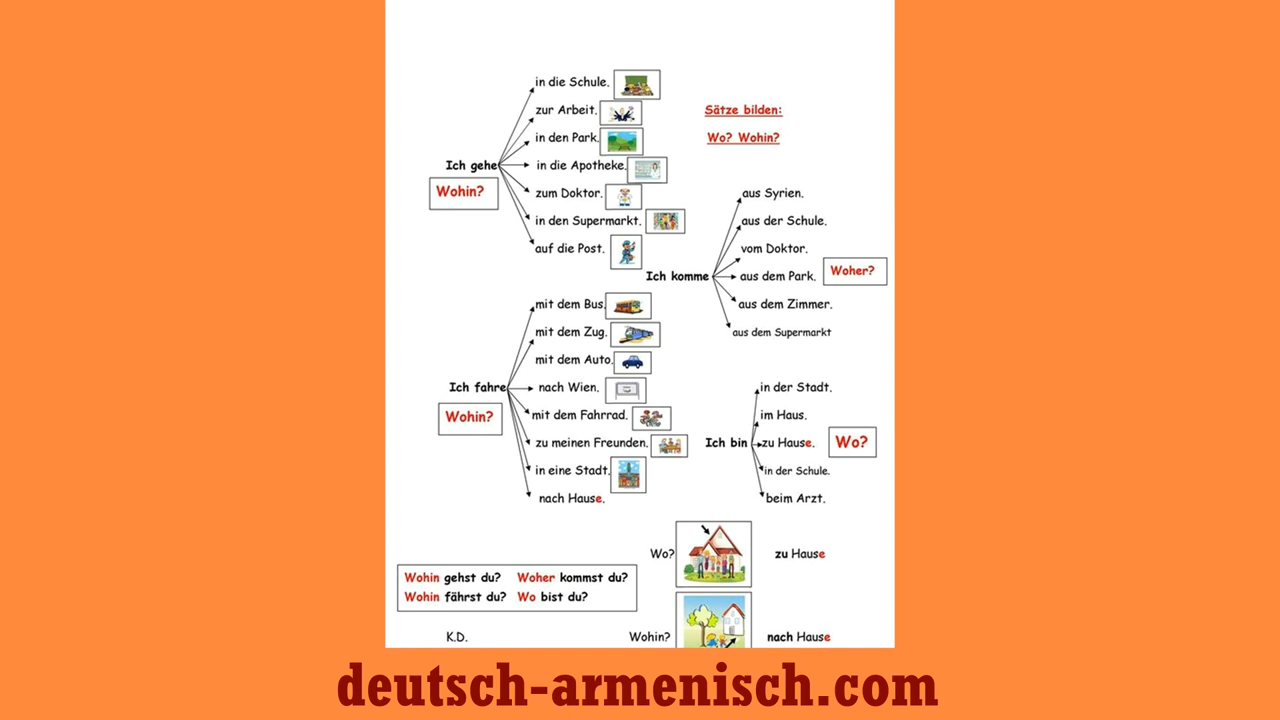 in die Schule.
zur Arbeit.
in den Park.
Ich gehe
in die Apotheke.
Wohin?
zum Doktor.
in den Supermarkt.
auf die Post.
Sätze bilden:
Wo? Wohin?
aus Syrien.
aus der Schule.
vom Doktor.
Ich komme
aus dem Park.
Woher?
aus dem Zimmer.
aus dem Supermarkt
mit dem Bus.
mit dem Zug.
mit dem Auto.
Ich fahre
nach Wien.
Wohin?
mit dem Fahrrad.
zu meinen Freunden.
in eine Stadt.
nach Hause.
in der Stadt.
im Haus.
Ich bin
zu Hause.
Wo?
in der Schule.
beim Arzt.
Wo?
zu Hause
Wohin gehst du? Woher kommst du?
Wohin fährst du? Wo bist du?
K.D.
Wohin?
nach Hause
deutsch-armenisch.com